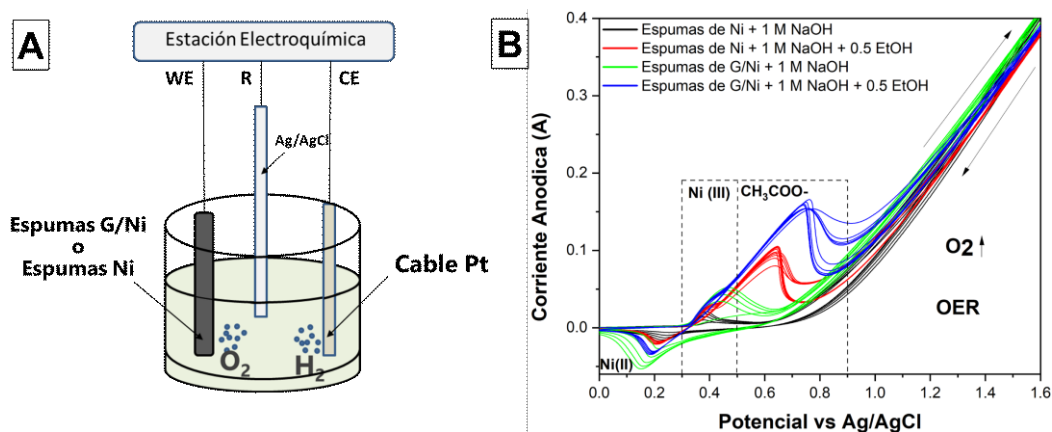 A
Estación Electroquímica
WE
R
CE
Ag/AgCl
Espumas G/Ni
o
Espumas Ni
Cable Pt
O2
H2
B
Corriente Anodica (A)
0.4
0.3
0.2
0.1
0.0
Espumas de Ni + 1 M NaOH
Espumas de Ni + 1 M NaOH + 0.5 EtOH
Espumas de G/Ni + 1 M NaOH
Espumas de G/Ni + 1 M NaOH + 0.5 EtOH
Ni (III)
CH3COO-
O2
OER
Ni(II)
0.0 0.2 0.4 0.6 0.8 1.0 1.2 1.4 1.6
Potencial vs Ag/AgCl